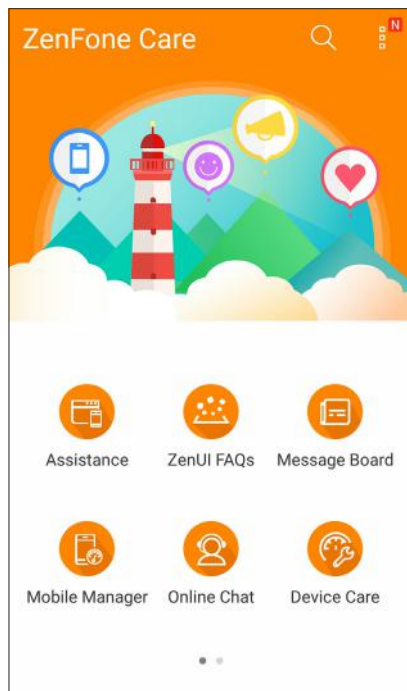 ZenFone Care
N
Assistance
ZenUI FAQs
Message Board
Mobile Manager
Online Chat
Device Care